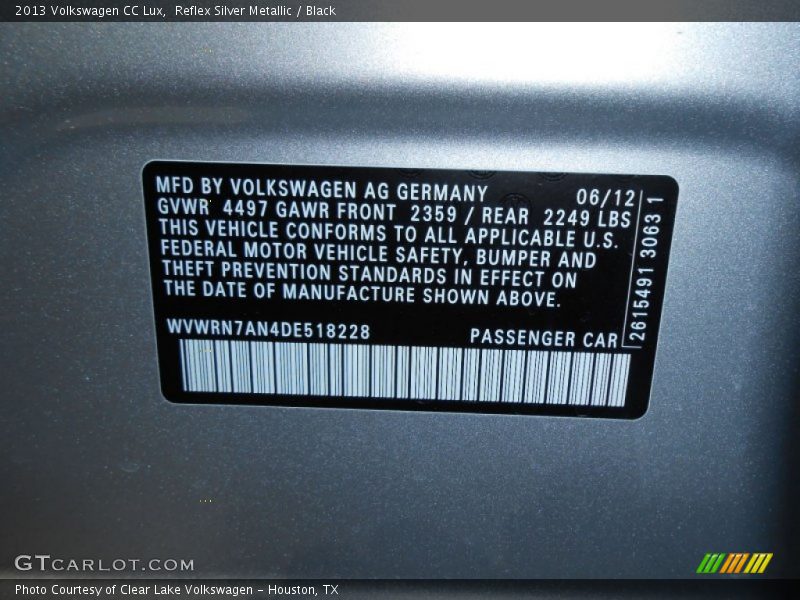 2013 Volkswagen CC Lux,  Reflex Silver Metallic / Black
MFD BY VOLKSWAGEN AG GERMANY 06/12
GVWR 4497 GAWR FRONT 2359 / REAR 2249 LBS
THIS VEHICLE CONFORMS TO ALL APPLICABLE U.S.
FEDERAL MOTOR VEHICLE SAFETY, BUMPER AND
THEFT PREVENTION STANDARDS IN EFFECT ON
THE DATE OF MANUFACTURE SHOWN ABOVE.
WVWRN7AN4DE518228 PASSENGER CAR
2615491 3063 1
GTCARLOT.COM
Photo Courtesy of Clear Lake Volkswagen - Houston, TX